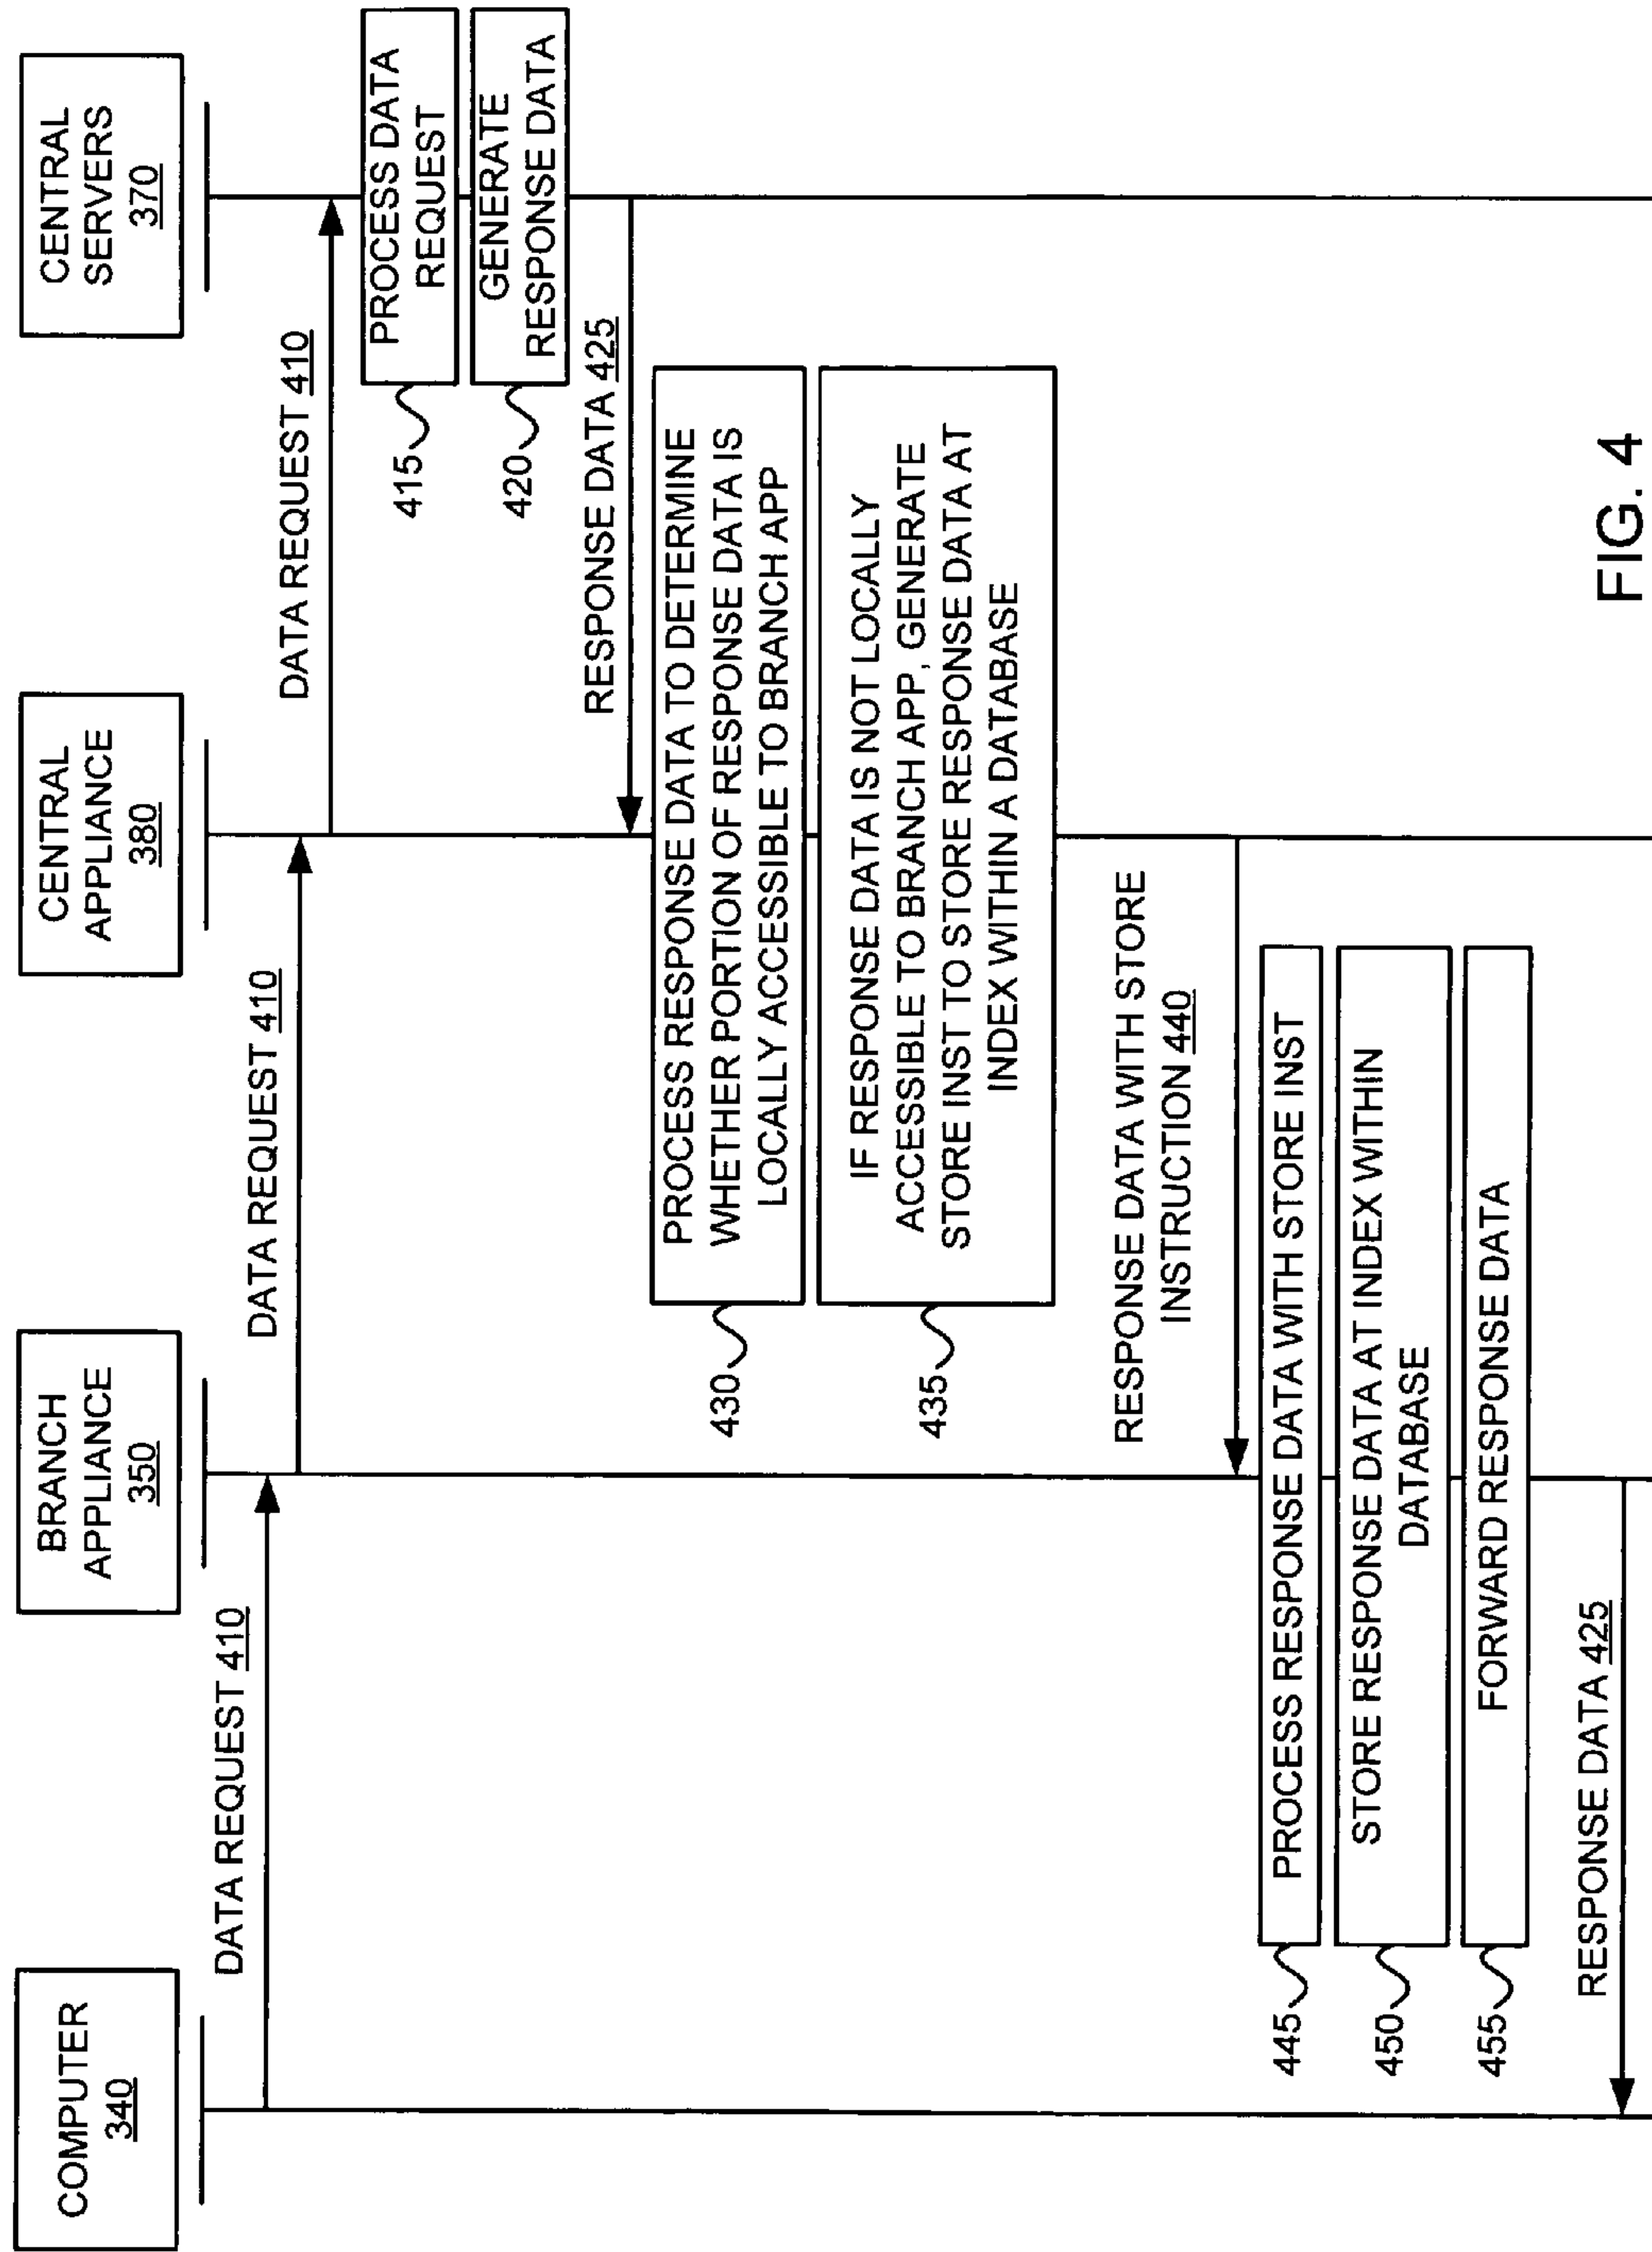 COMPUTER
340
BRANCH
APPLIANCE
350
CENTRAL
APPLIANCE
380
CENTRAL
SERVERS
370
DATA REQUEST 410
DATA REQUEST 410
DATA REQUEST 410
415
PROCESS DATA
REQUEST
420
GENERATE
RESPONSE DATA
RESPONSE DATA 425
430
PROCESS RESPONSE DATA TO DETERMINE
WHETHER PORTION OF RESPONSE DATA IS
LOCALLY ACCESSIBLE TO BRANCH APP
435
IF RESPONSE DATA IS NOT LOCALLY
ACCESSIBLE TO BRANCH APP, GENERATE
STORE INST TO STORE RESPONSE DATA AT
INDEX WITHIN A DATABASE
RESPONSE DATA WITH STORE
INSTRUCTION 440
445
PROCESS RESPONSE DATA WITH STORE INST
450
STORE RESPONSE DATA AT INDEX WITHIN
DATABASE
455
FORWARD RESPONSE DATA
RESPONSE DATA 425
FIG. 4